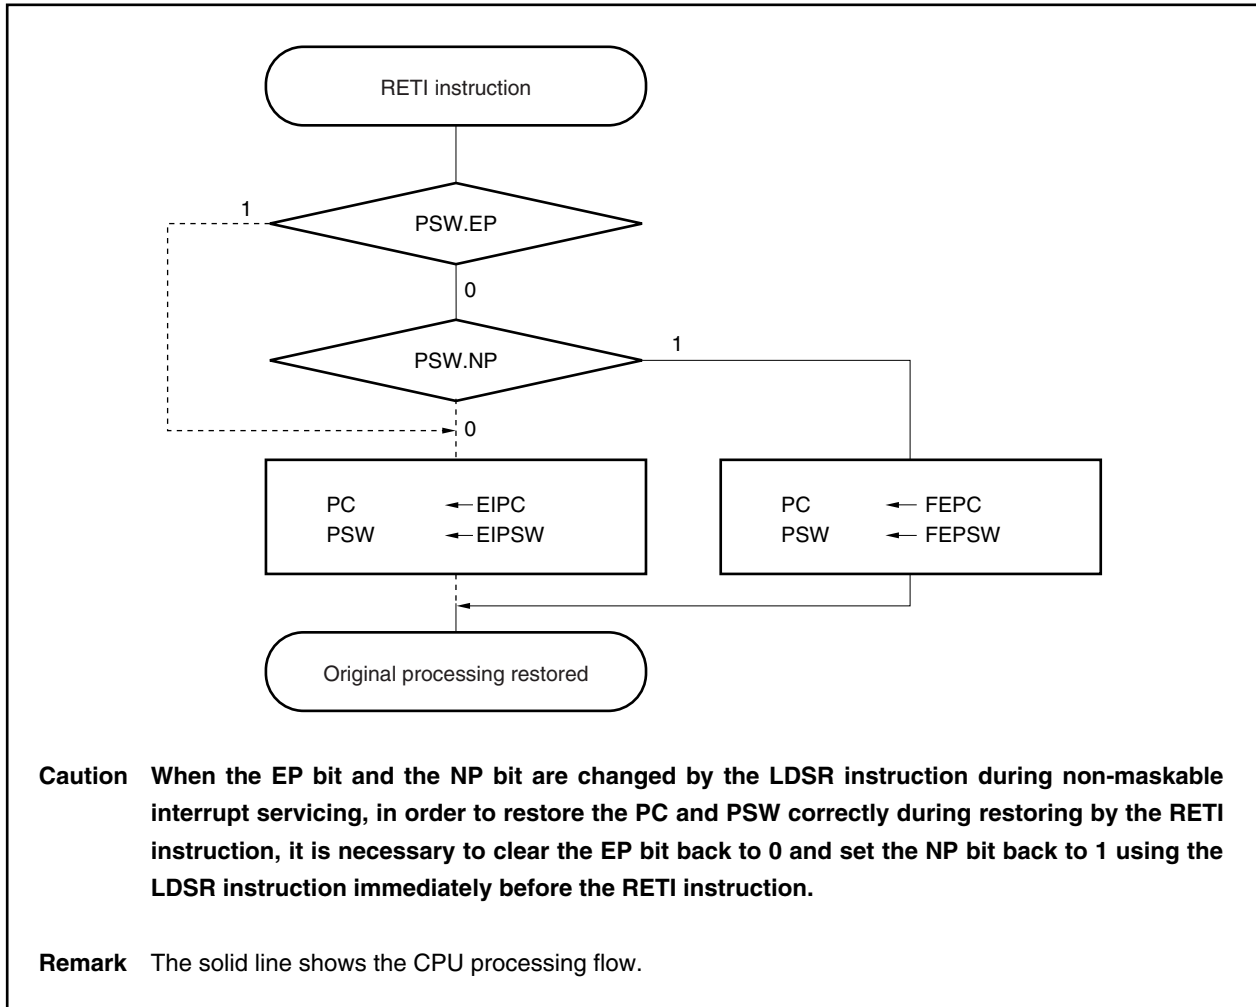 RETI instruction
1
PSW.EP
0
PSW.NP
1
0
PC ← EIPC
PSW ← EIPSW
PC ← FEPC
PSW ← FEPSW
Original processing restored
Caution When the EP bit and the NP bit are changed by the LDSR instruction during non-maskable
interrupt servicing, in order to restore the PC and PSW correctly during restoring by the RETI
instruction, it is necessary to clear the EP bit back to 0 and set the NP bit back to 1 using the
LDSR instruction immediately before the RETI instruction.
Remark The solid line shows the CPU processing flow.